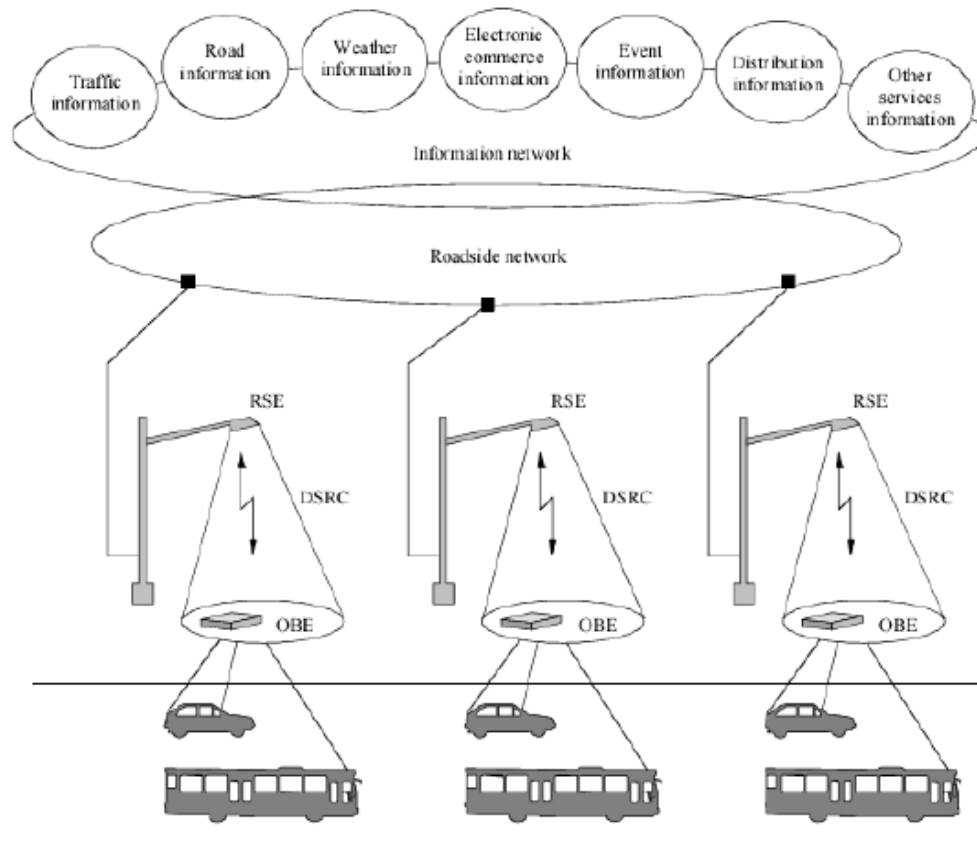 Traffic
information
Road
information
Weather
information
Electronic
commerce
information
Event
information
Distribution
information
Other
services
information
Information network
Roadside network
RSE
RSE
RSE
DSRC
DSRC
DSRC
OBE
OBE
OBE